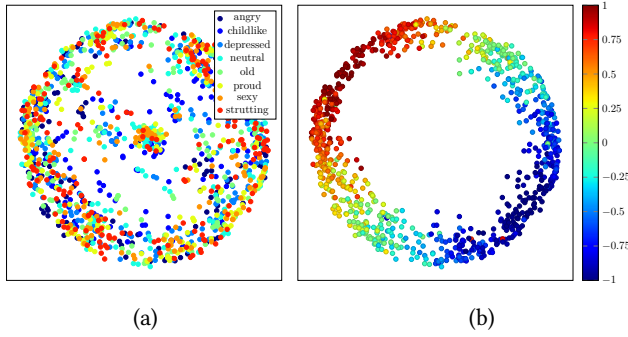 angry
childlike
depressed
neutral
old
proud
sexy
strutting
1
0.75
0.5
0.25
0
−0.25
−0.5
−0.75
−1
(a)
(b)